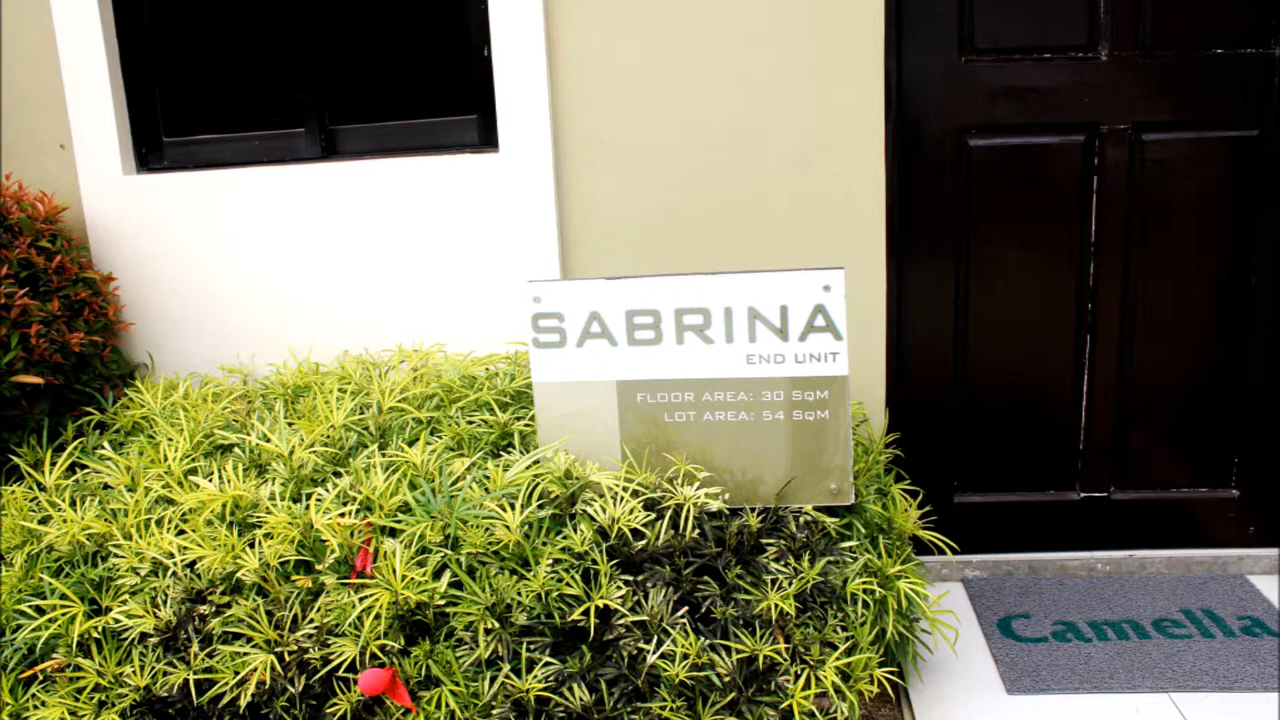 SABRINA
END UNIT
FLOOR AREA: 30 SqM
LOT AREA: 54 SqM
Camella